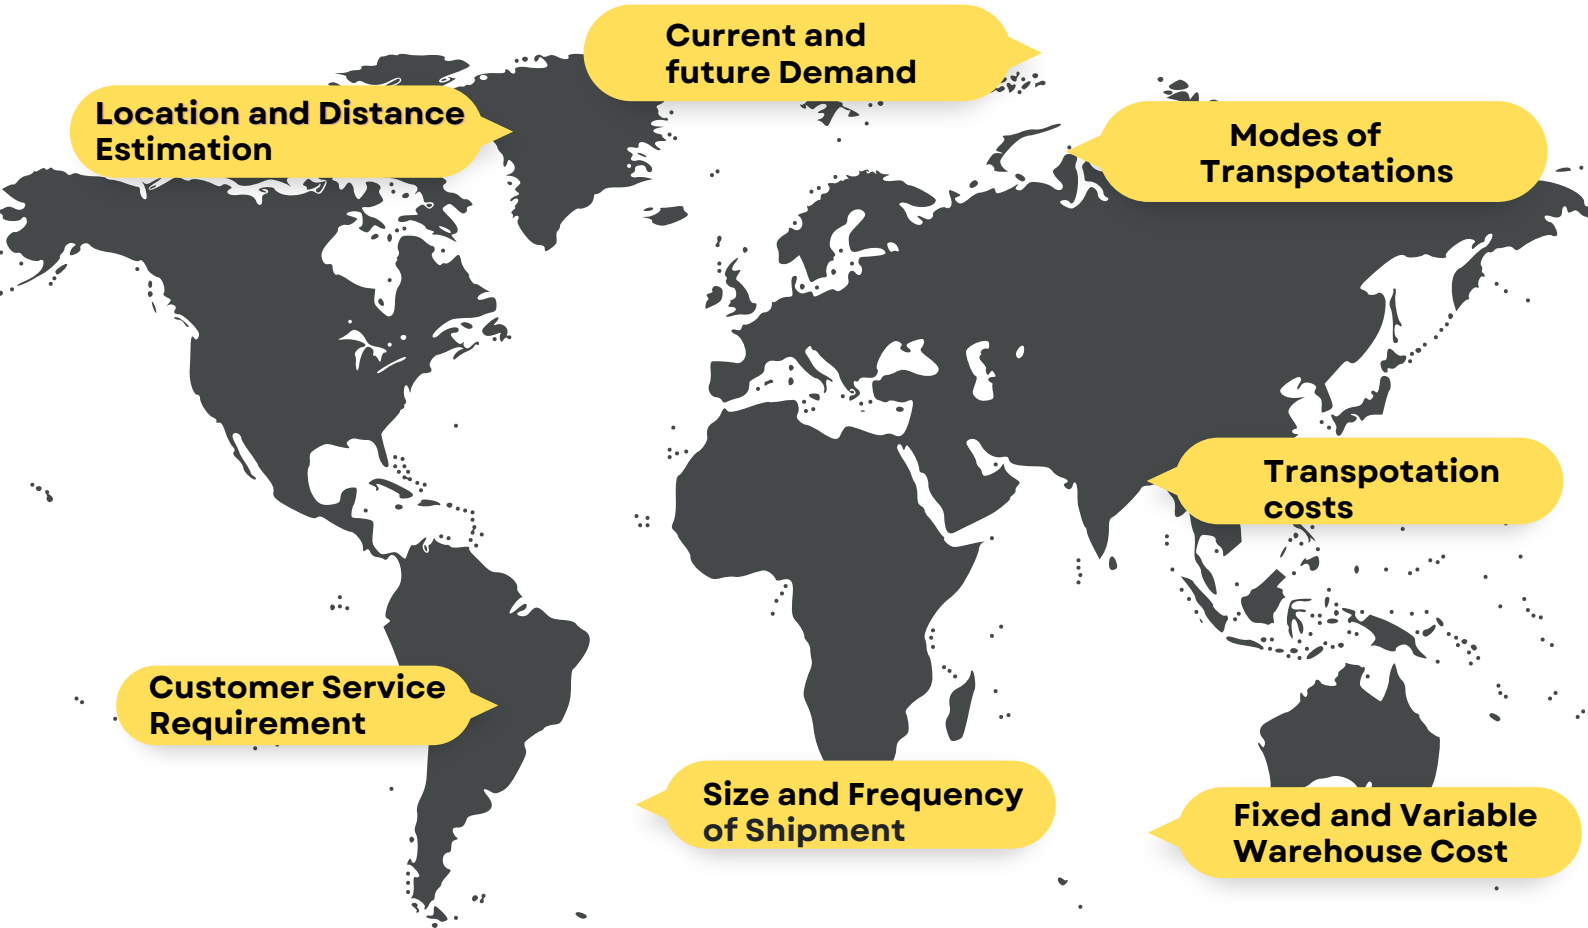 Current and
future Demand
Location and Distance
Estimation
Modes of
Transpotations
Transpotation
costs
Customer Service
Requirement
Size and Frequency
of Shipment
Fixed and Variable
Warehouse Cost